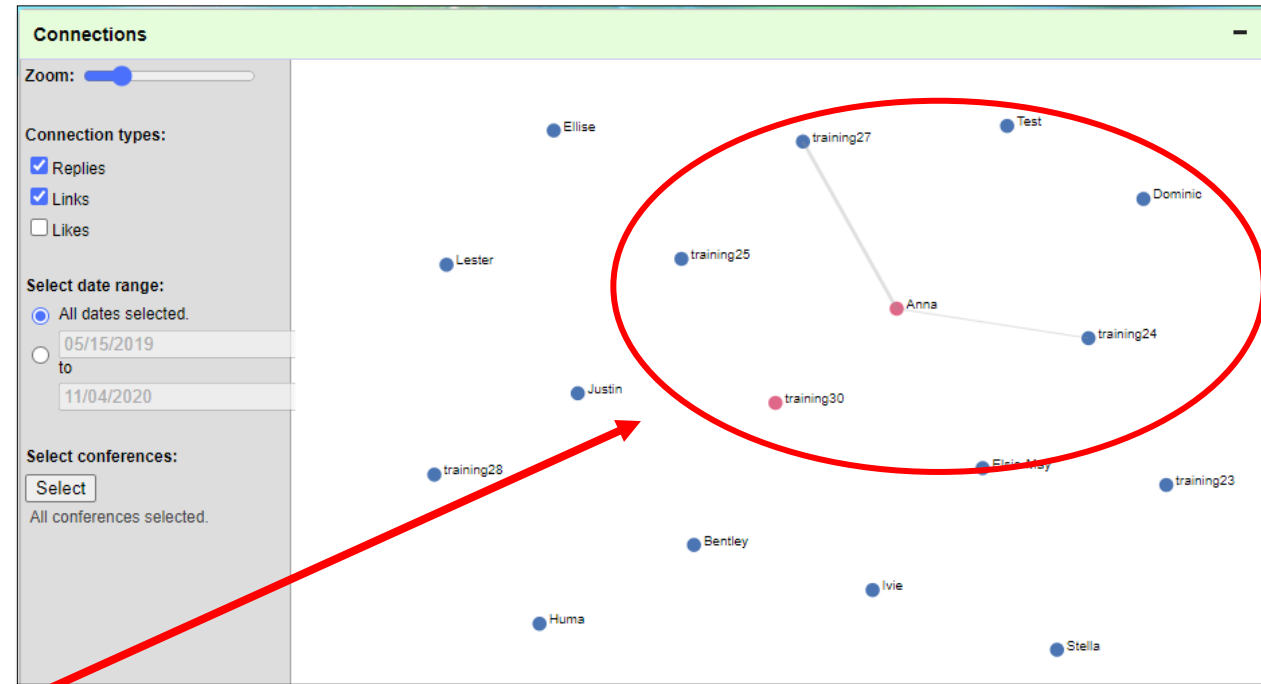 Connections
Zoom:
Connection types:
Replies
Links
Likes
Select date range:
All dates selected.
05/15/2019
to
11/04/2020
Select conferences:
Select
All conferences selected.
Ellise
training27
Test
Dominic
Lester
training25
Anna
training24
Justin
training30
training28
training23
Bentley
Ivie
Huma
Stella